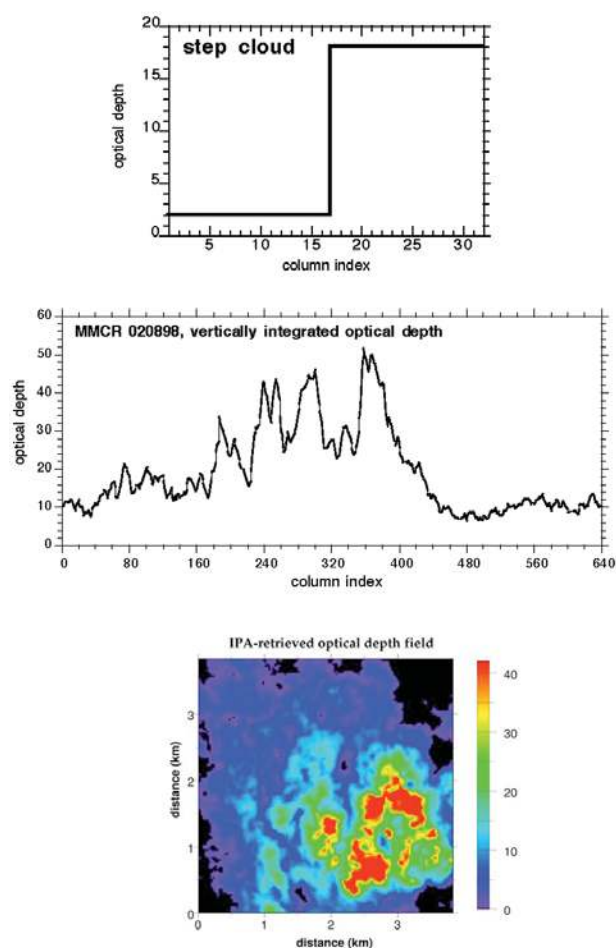 step cloud
20
15
10
5
0
optical depth
5 10 15 20 25 30
column index
MMCR 020898, vertically integrated optical depth
60
50
40
30
20
10
0
optical depth
0 80 160 240 320 400 480 560 640
column index
IPA-retrieved optical depth field
3
2
1
0
distance (km)
0 1 2 3
distance (km)
40
30
20
10
0